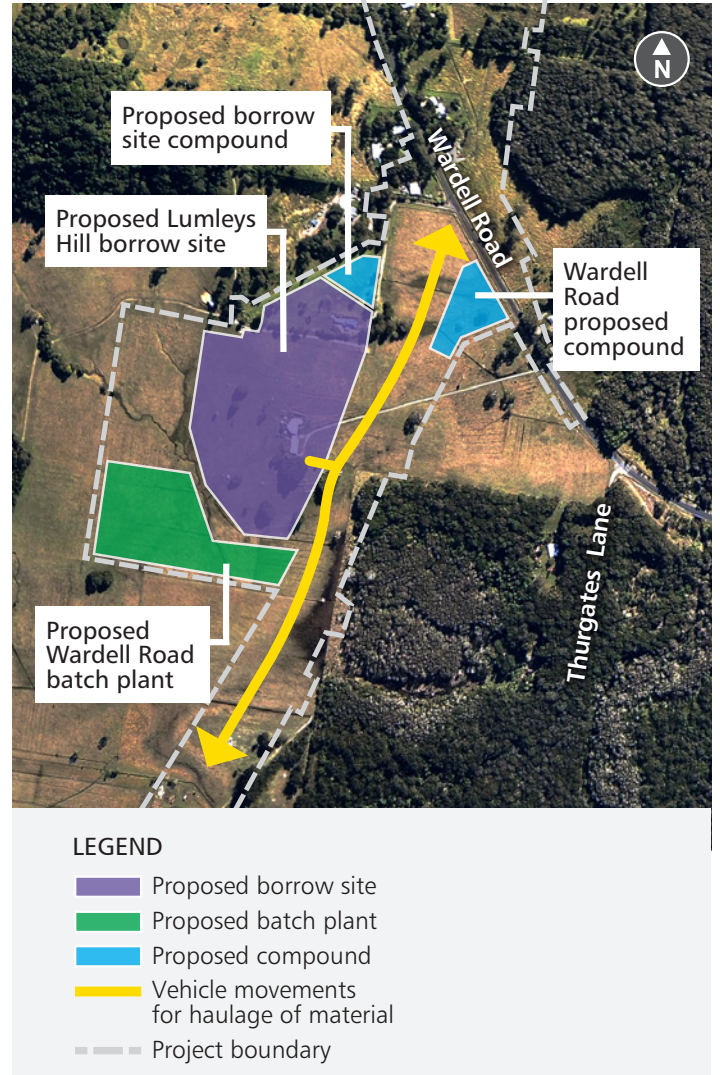 N
Proposed borrow
site compound
Wardell Road
Proposed Lumleys
Hill borrow site
Wardell
Road
proposed
compound
Thurgates Lane
Proposed
Wardell Road
batch plant
LEGEND
Proposed borrow site
Proposed batch plant
Proposed compound
Vehicle movements
for haulage of material
Project boundary